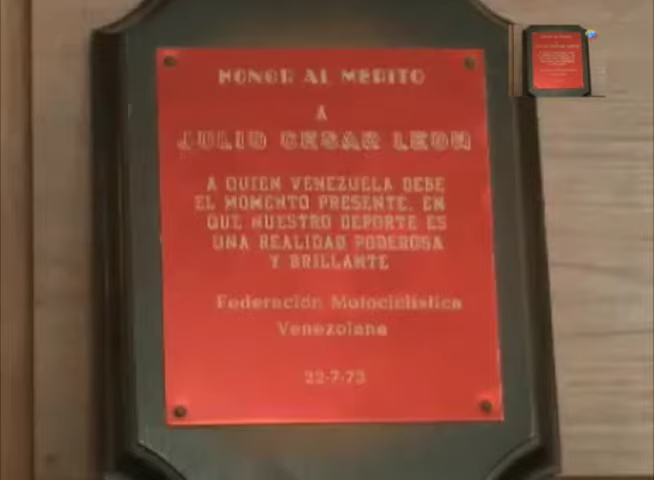 HONOR AL MERITO
A
JULIO CESAR LEON
A QUIEN VENEZUELA DEBE
EL MOMENTO PRESENTE. EN
QUE NUESTRO DEPORTE ES
UNA REALIDAD PODEROSA
Y BRILLANTE
Federación Motociclistica
Venezolana
22-7-73